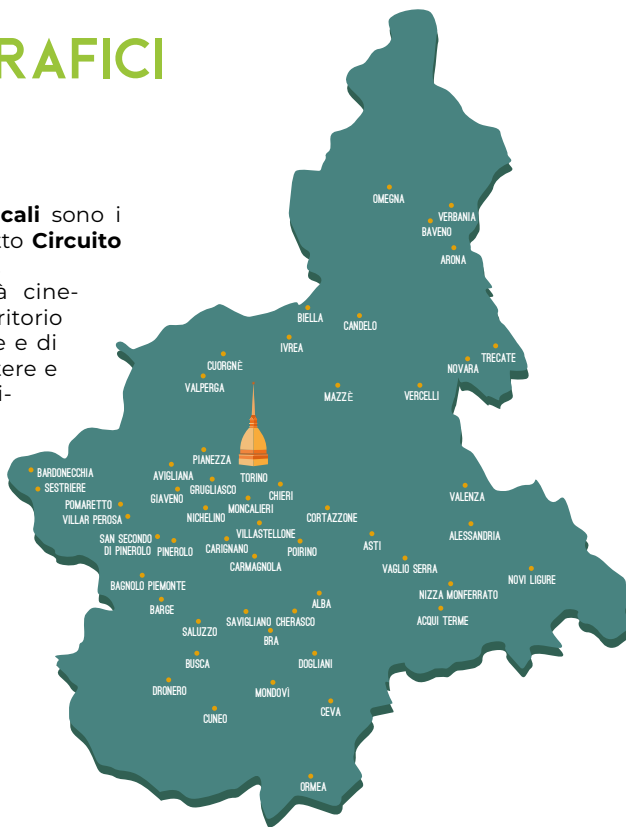 RAFICI
cali sono i
tto Circuito
à cine-
ritorio
e e di
tere e
i-
OMEGNA
VERBANIA
BAVENO
ARONA
BIELLA
CANDELO
IVREA
TRECATE
CUORGNÈ
NOVARA
VALPERGA
MAZZÈ
VERCELLI
PIANEZZA
BARDONECCHIA
AVIGLIANA
TORINO
SESTRIERE
GRUGLIASCO
CHIERI
GIAVENO
VALENZA
POMARETTO
MONCALIERI
VILLAR PEROSA
NICHELINO
CORTAZZONE
VILLASTELLONE
ALESSANDRIA
SAN SECONDO
DI PINEROLO
PINEROLO
CARIGNANO
POIRINO
ASTI
CARMAGNOLA
VAGLIO SERRA
BAGNOLO PIEMONTE
NOVI LIGURE
NIZZA MONFERRATO
BARGE
ALBA
SAVIGLIANO
CHERASCO
ACQUI TERME
SALUZZO
BRA
BUSCA
DOGLIANI
DRONERO
MONDOVÌ
CUNEO
CEVA
ORMEA